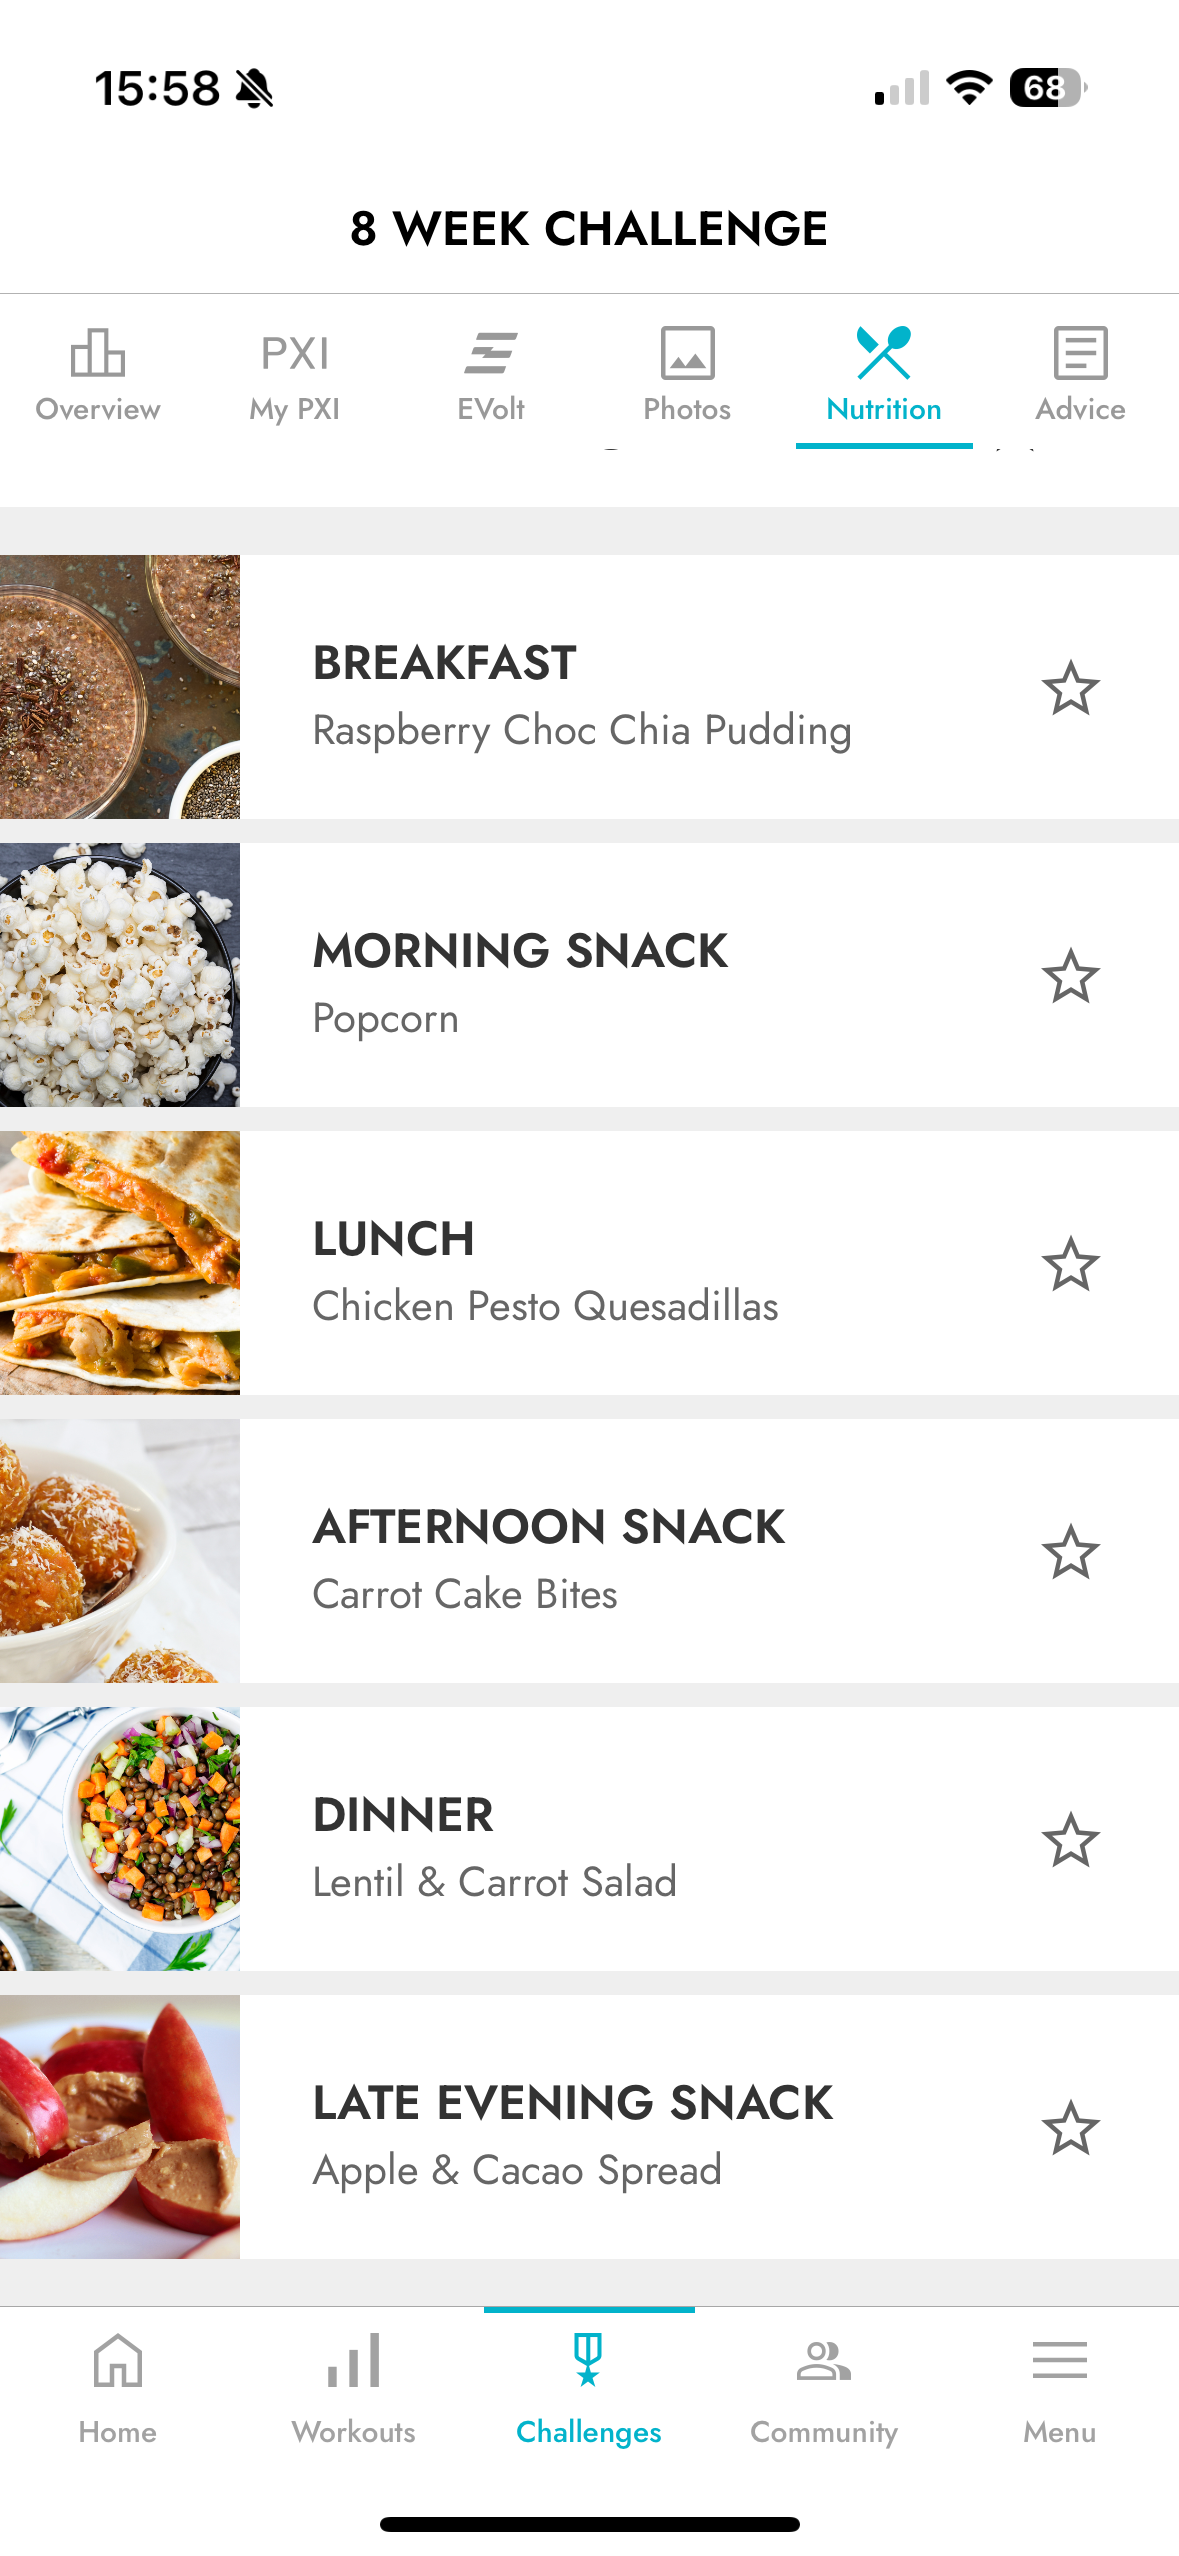 15:58
68
8 WEEK CHALLENGE
PXI
Overview
My PXI
EVolt
Photos
Nutrition
Advice
BREAKFAST
Raspberry Choc Chia Pudding
MORNING SNACK
Popcorn
LUNCH
Chicken Pesto Quesadillas
AFTERNOON SNACK
Carrot Cake Bites
DINNER
Lentil & Carrot Salad
LATE EVENING SNACK
Apple & Cacao Spread
Home
Workouts
Challenges
Community
Menu